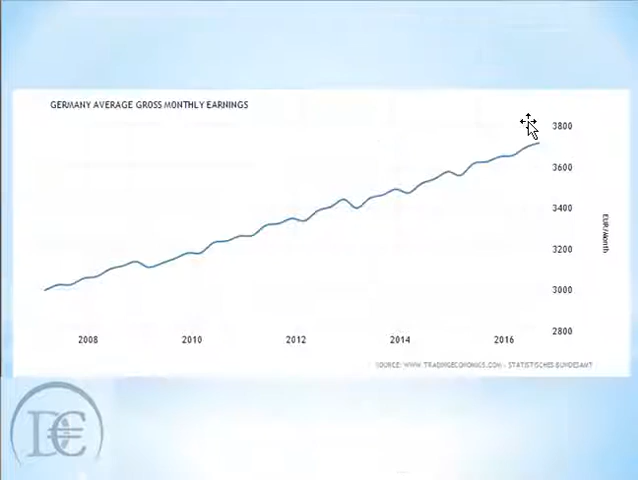 GERMANY AVERAGE GROSS MONTHLY EARNINGS
3800
3600
3400
3200
3000
2800
EUR/Month
2008 2010 2012 2014 2016
SOURCE: WWW.TRADINGECONOMICS.COM - STATISTISCHES BUNDESAMT
D€